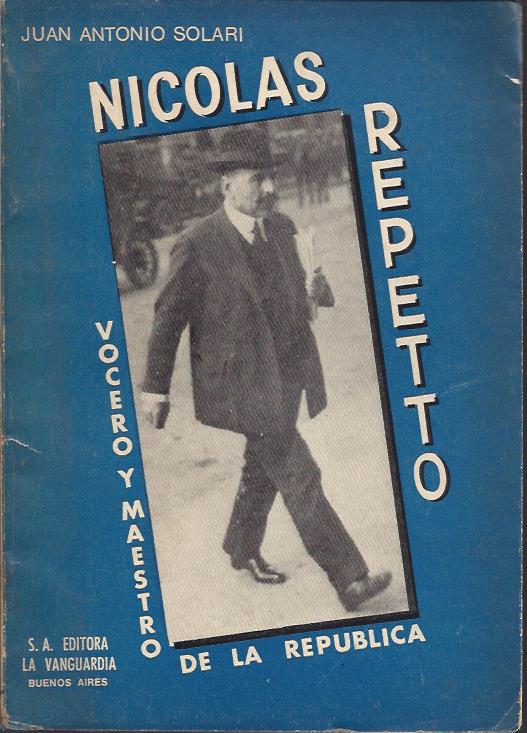 JUAN ANTONIO SOLARI
NICOLAS
REPETTO
VOCERO Y MAESTRO
DE LA REPUBLICA
S. A. EDITORA
LA VANGUARDIA
BUENOS AIRES